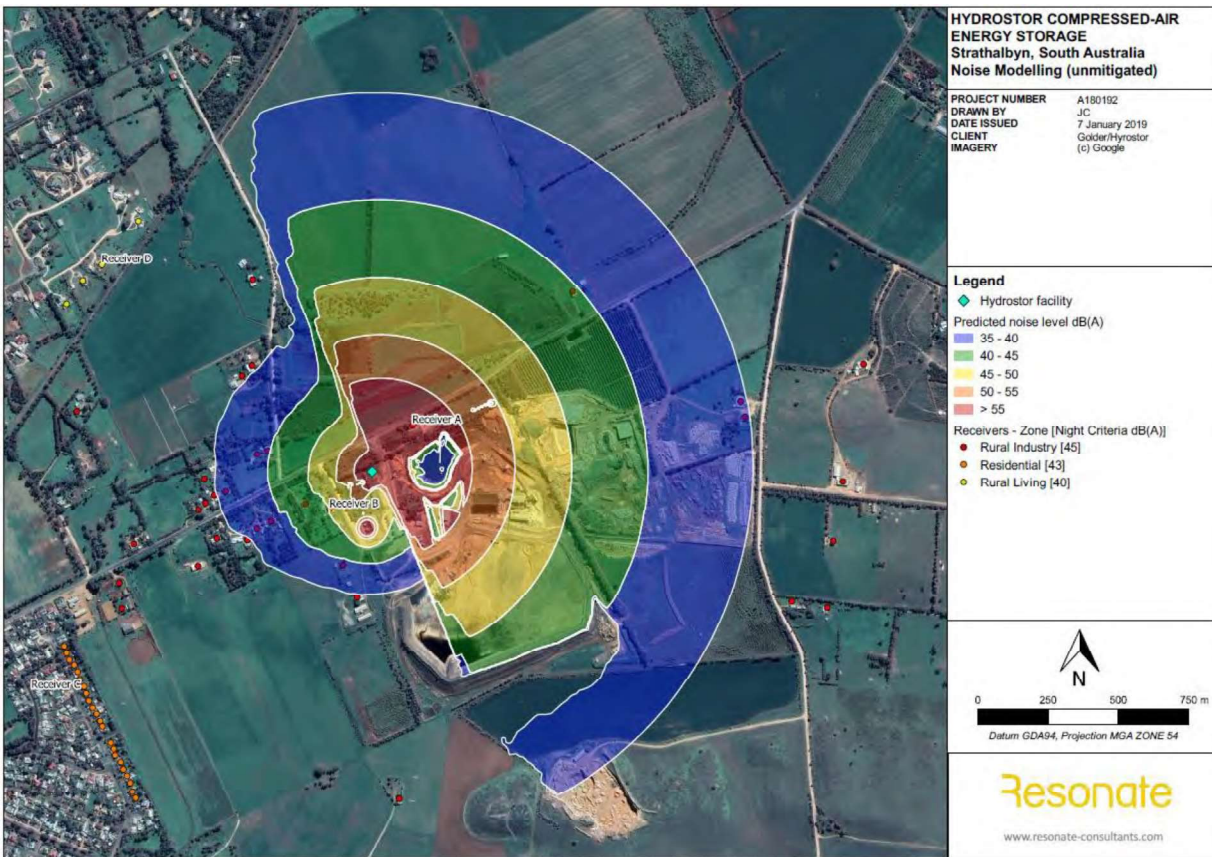 HYDROSTOR COMPRESSED-AIR
ENERGY STORAGE
Strathalbyn, South Australia
Noise Modelling (unmitigated)
PROJECT NUMBER A180192
DRAWN BY JC
DATE ISSUED 7 January 2019
CLIENT Golder/Hyrostor
IMAGERY (c) Google
Legend
Hydrostor facility
Predicted noise level dB(A)
35 - 40
40 - 45
45 - 50
50 - 55
> 55
Receivers - Zone [Night Criteria dB(A)]
Rural Industry [45]
Residential [43]
Rural Living [40]
N
0 250 500 750 m
Datum GDA94, Projection MGA ZONE 54
Resonate
www.resonate-consultants.com
Receiver D
Receiver A
Receiver B
Receiver C